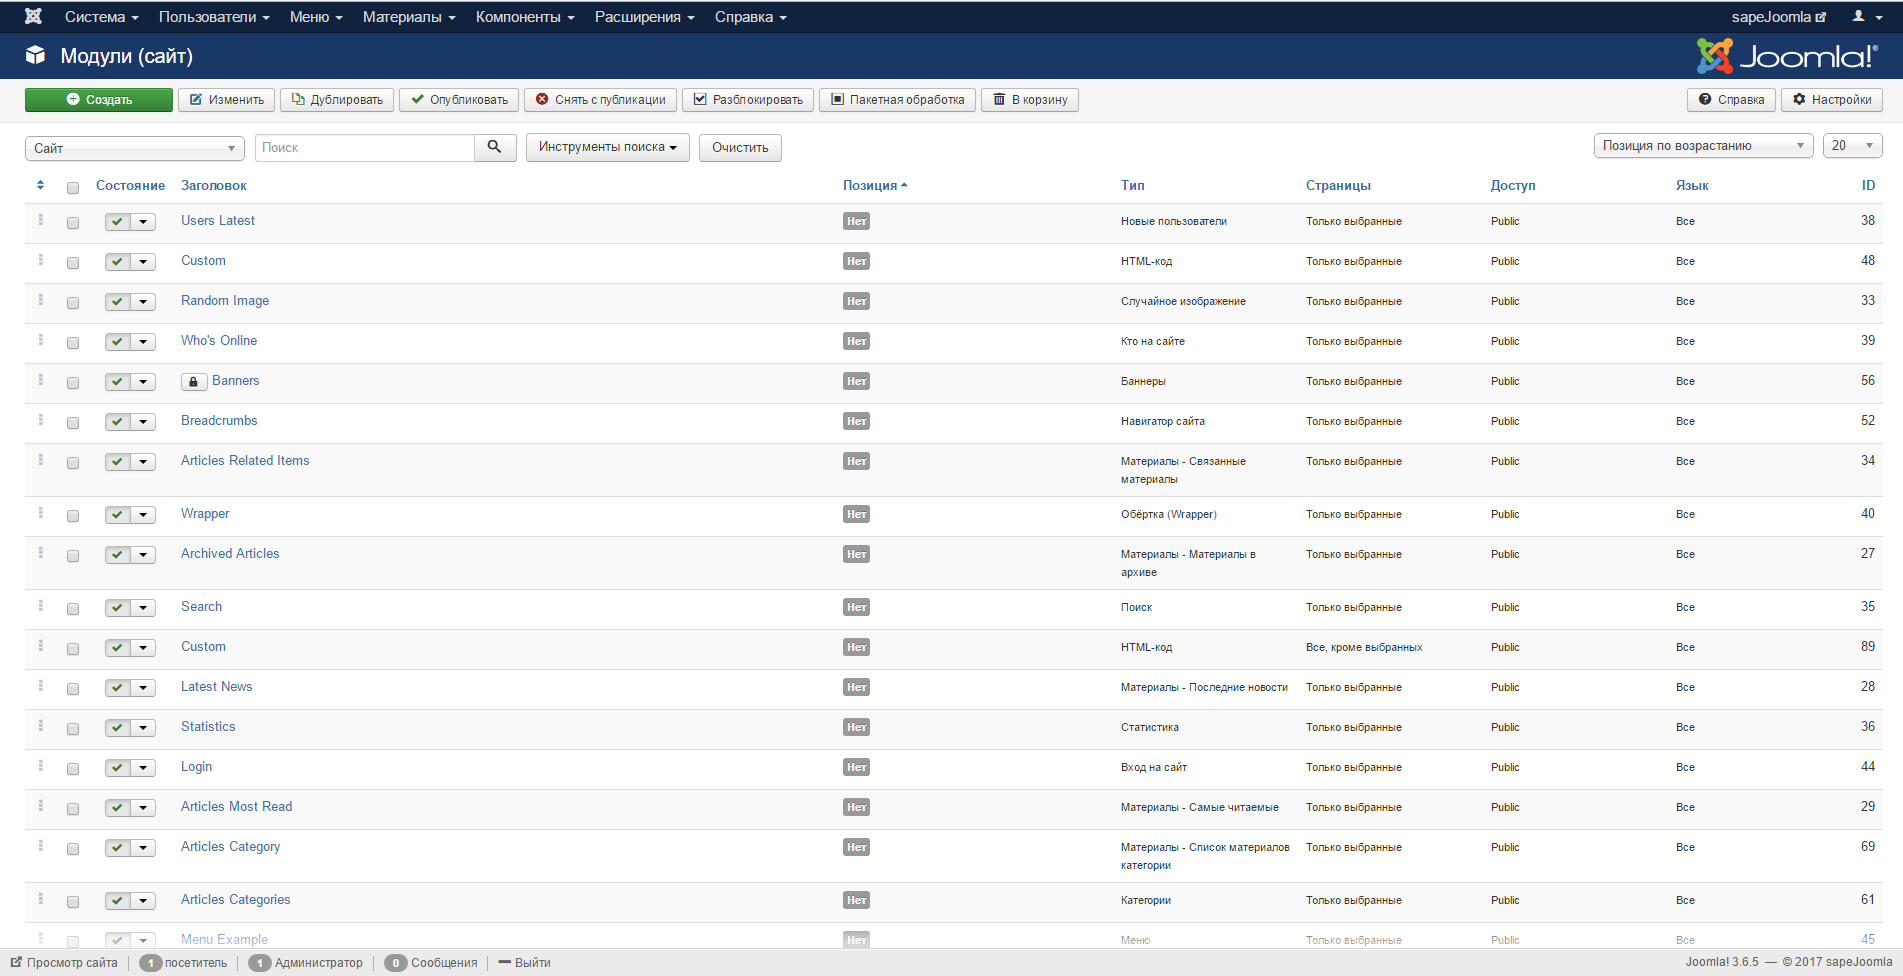 Система Пользователи Меню Материалы Компоненты Расширения Справка sapeJoomla
Модули (сайт) Joomla!®
Создать Изменить Дублировать Опубликовать Снять с публикации Разблокировать Пакетная обработка В корзину Справка Настройки
Сайт Поиск Инструменты поиска Очистить Позиция по возрастанию 20
Состояние Заголовок Позиция Тип Страницы Доступ Язык ID
Users Latest Нет Новые пользователи Только выбранные Public Все 38
Custom Нет HTML-код Только выбранные Public Все 48
Random Image Нет Случайное изображение Только выбранные Public Все 33
Who's Online Нет Кто на сайте Только выбранные Public Все 39
Banners Нет Баннеры Только выбранные Public Все 56
Breadcrumbs Нет Навигатор сайта Только выбранные Public Все 52
Articles Related Items Нет Материалы - Связанные Только выбранные Public Все 34
материалы
Wrapper Нет Обёртка (Wrapper) Только выбранные Public Все 40
Archived Articles Нет Материалы - Материалы в Только выбранные Public Все 27
архиве
Search Нет Поиск Только выбранные Public Все 35
Custom Нет HTML-код Все, кроме выбранных Public Все 89
Latest News Нет Материалы - Последние новости Только выбранные Public Все 28
Statistics Нет Статистика Только выбранные Public Все 36
Login Нет Вход на сайт Только выбранные Public Все 44
Articles Most Read Нет Материалы - Самые читаемые Только выбранные Public Все 29
Articles Category Нет Материалы - Список материалов Только выбранные Public Все 69
категории
Articles Categories Нет Категории Только выбранные Public Все 61
Menu Example Нет Меню Только выбранные Public Все 45
Просмотр сайта 1 посетитель 1 Администратор 0 Сообщения Выйти Joomla! 3.6.5 — © 2017 sapeJoomla